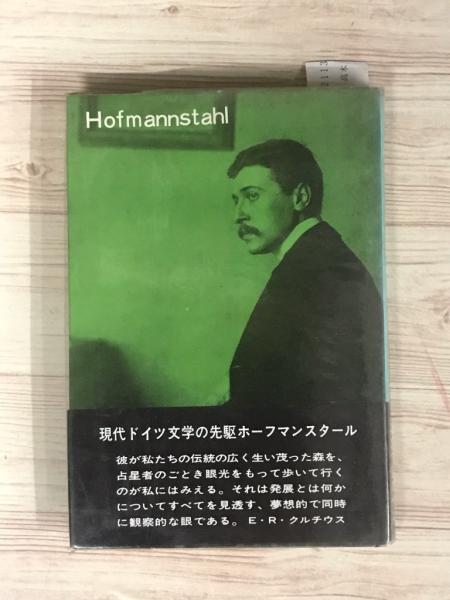 Hofmannstahl
2113
高木
現代ドイツ文学の先駆ホーフマンスタール
彼が私たちの伝統の広く生い茂った森を、
占星者のごとき眼光をもって歩いて行く
のが私にはみえる。それは発展とは何か
についてすべてを見透す、夢想的で同時
に観察的な眼である。E・R・クルチウス